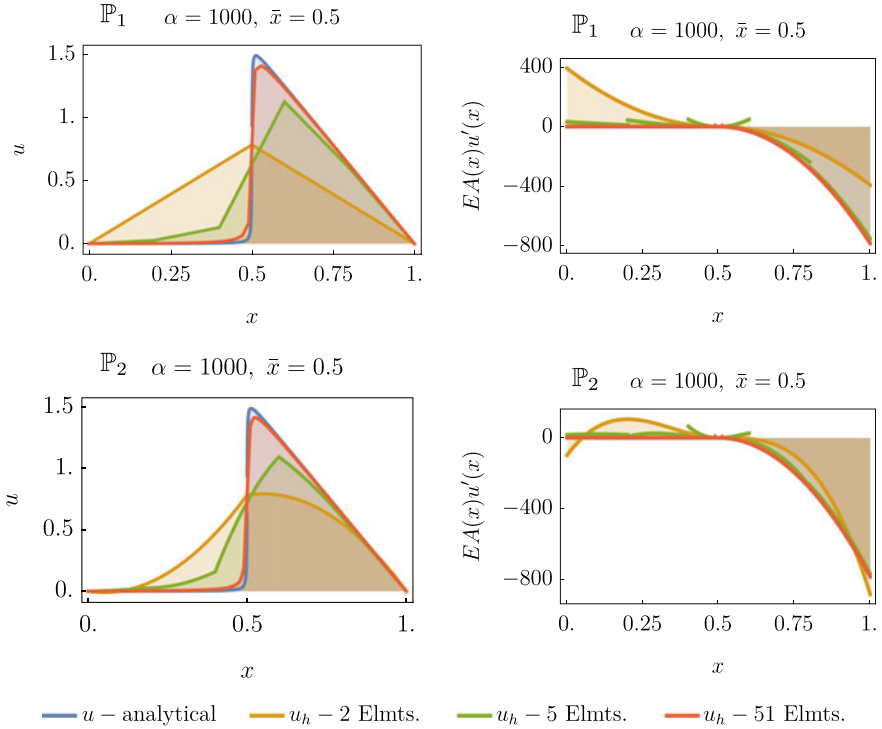 ℙ₁ α = 1000, x̄ = 0.5
u
1.5
1.
0.5
0.
0. 0.25 0.5 0.75 1.
x
ℙ₁ α = 1000, x̄ = 0.5
EA(x)u′(x)
400
0
−400
−800
0. 0.25 0.5 0.75 1.
x
ℙ₂ α = 1000, x̄ = 0.5
u
1.5
1.
0.5
0.
0. 0.5 1.
x
ℙ₂ α = 1000, x̄ = 0.5
EA(x)u′(x)
0
−400
−800
0. 0.25 0.5 0.75 1.
x
u − analytical uₕ − 2 Elmts. uₕ − 5 Elmts. uₕ − 51 Elmts.